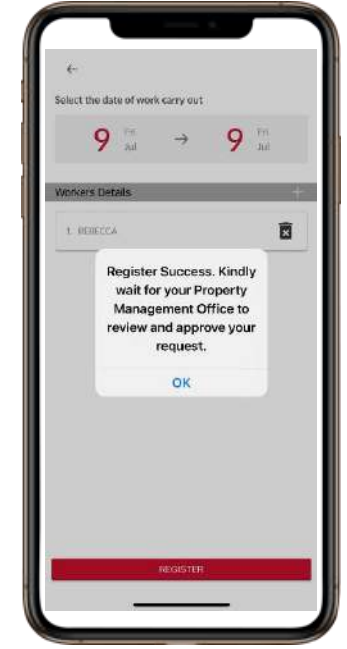 ←
Select the date of work carry out
9 Fri Jul → 9 Fri Jul
Workers Details +
1. REBECCA
Register Success. Kindly
wait for your Property
Management Office to
review and approve your
request.
OK
REGISTER